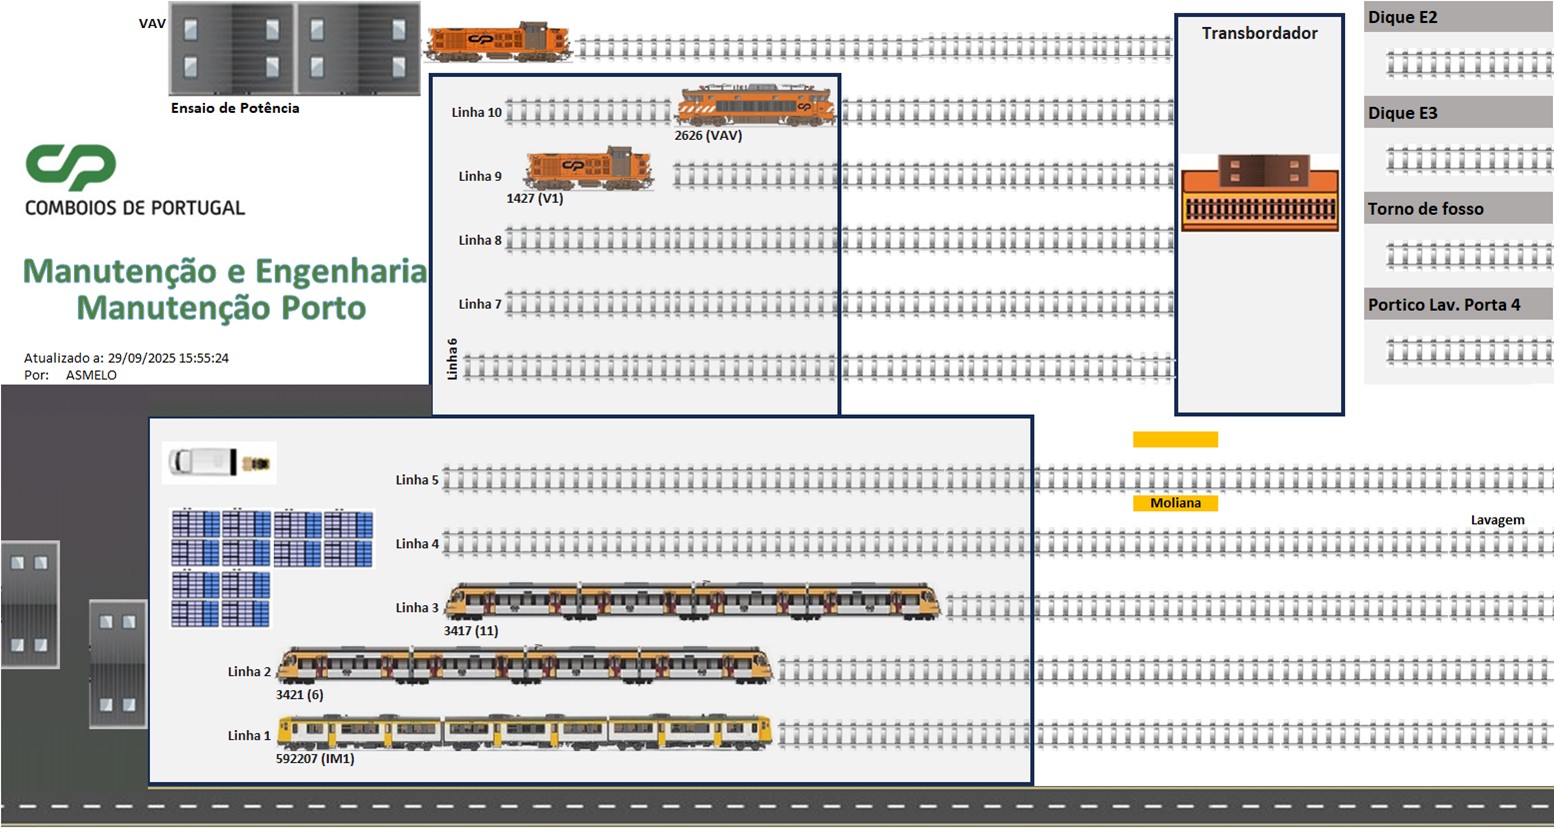 VAV
Ensaio de Potência
CP
COMBOIOS DE PORTUGAL
Manutenção e Engenharia
Manutenção Porto
Atualizado a: 29/09/2025 15:55:24
Por: ASMELO
Linha 10
2626 (VAV)
Linha 9
1427 (V1)
Linha 8
Linha 7
Linha6
Transbordador
Dique E2
Dique E3
Torno de fosso
Portico Lav. Porta 4
Linha 5
Moliana
Lavagem
Linha 4
Linha 3
3417 (11)
Linha 2
3421 (6)
Linha 1
592207 (IM1)